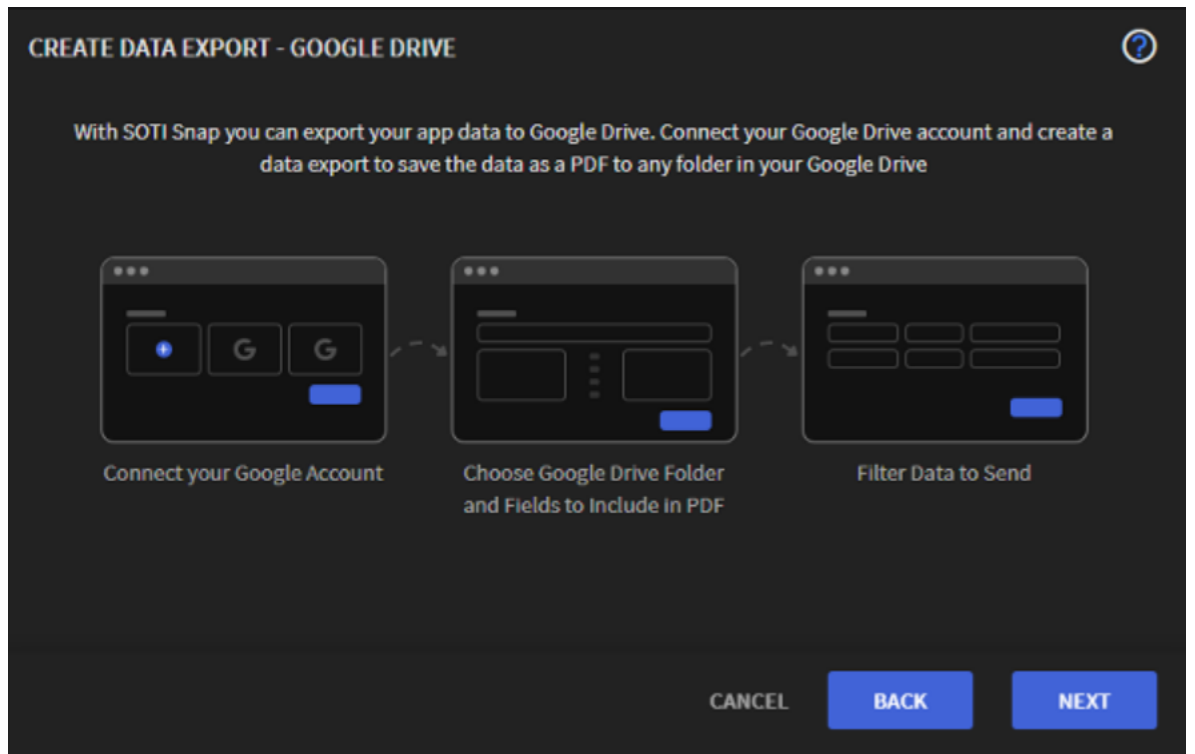 CREATE DATA EXPORT - GOOGLE DRIVE
?
With SOTI Snap you can export your app data to Google Drive. Connect your Google Drive account and create a
data export to save the data as a PDF to any folder in your Google Drive
G G
Connect your Google Account
Choose Google Drive Folder
and Fields to Include in PDF
Filter Data to Send
CANCEL BACK NEXT